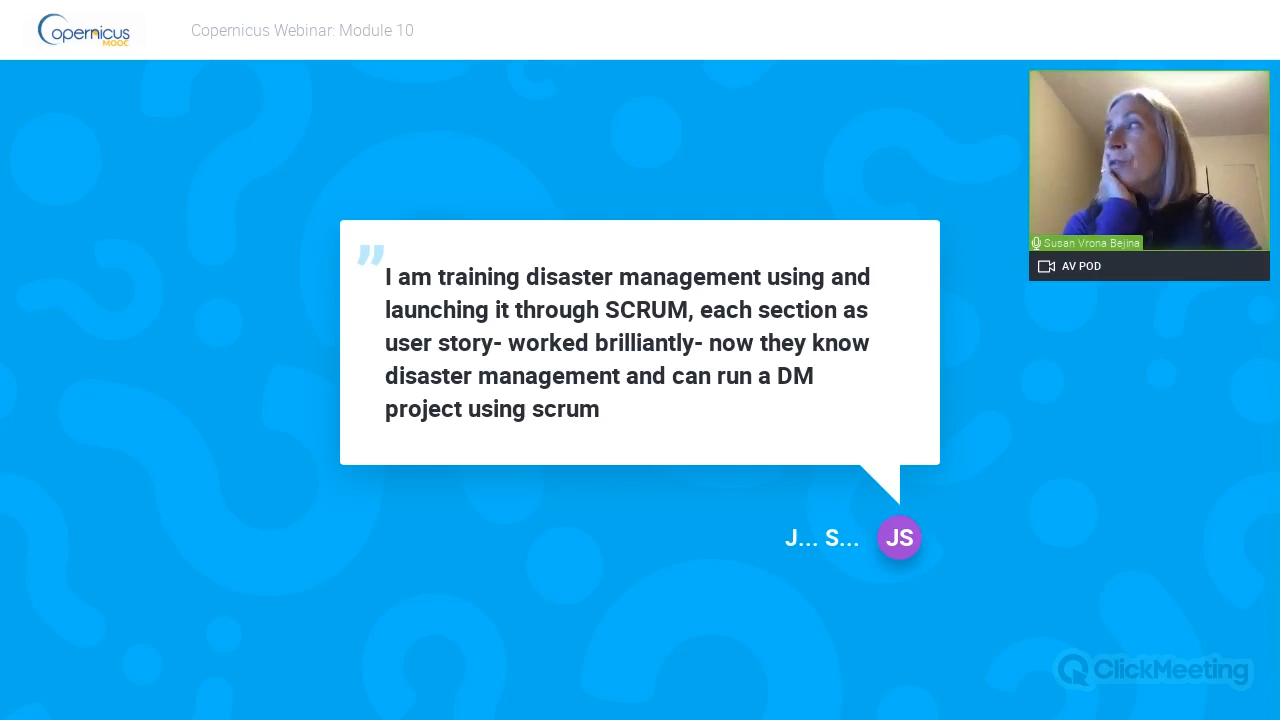 Copernicus
MOOC
Copernicus Webinar: Module 10
Susan Vrona Bejina
AV POD
”
I am training disaster management using and
launching it through SCRUM, each section as
user story- worked brilliantly- now they know
disaster management and can run a DM
project using scrum
J... S...
JS
ClickMeeting